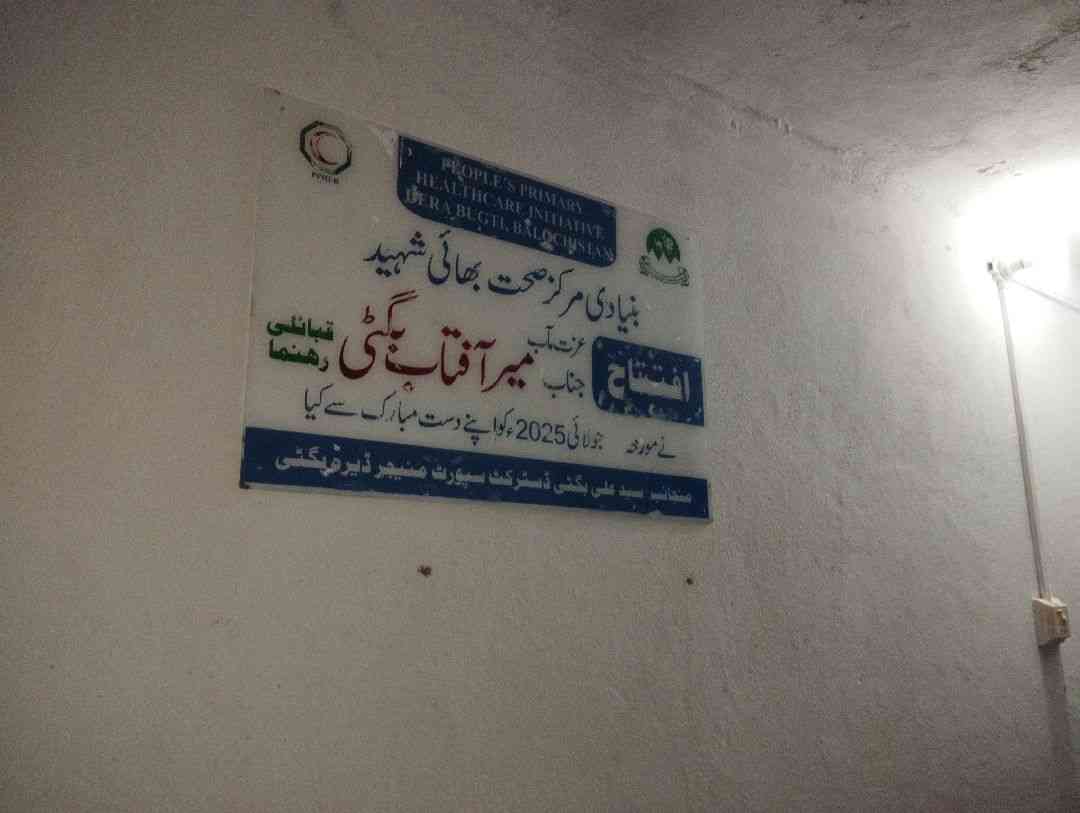 PEOPLE'S PRIMARY
HEALTHCARE INITIATIVE
DERA BUGTI, BALOCHISTAN
بنیادی مرکز صحت بھائی شہید
افتتاح
عزت مآب
جناب
میر آفتاب بگٹی
قبائلی
رھنما
نے مورخہ جولائی 2025ء کو اپنے دست مبارک سے کیا
منجانب سید علی بگٹی ڈسٹرکٹ سپورٹ منیجر ڈیرہ بگٹی